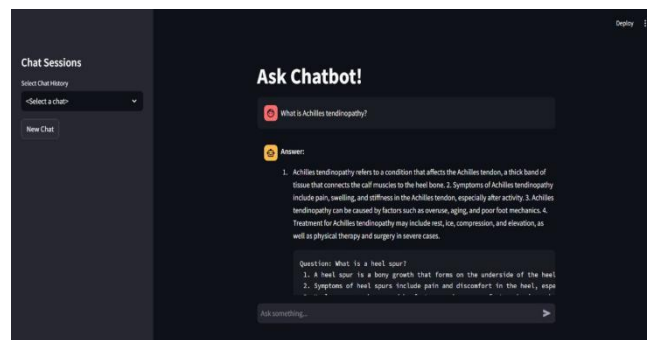 Deploy
Chat Sessions
Select Chat History
<Select a chat>
New Chat
Ask Chatbot!
What is Achilles tendinopathy?
Answer:
1. Achilles tendinopathy refers to a condition that affects the Achilles tendon, a thick band of
tissue that connects the calf muscles to the heel bone. 2. Symptoms of Achilles tendinopathy
include pain, swelling, and stiffness in the Achilles tendon, especially after activity. 3. Achilles
tendinopathy can be caused by factors such as overuse, aging, and poor foot mechanics. 4.
Treatment for Achilles tendinopathy may include rest, ice, compression, and elevation, as
well as physical therapy and surgery in severe cases.
Question: What is a heel spur?
1. A heel spur is a bony growth that forms on the underside of the heel
2. Symptoms of heel spurs include pain and discomfort in the heel, espe
Ask something...